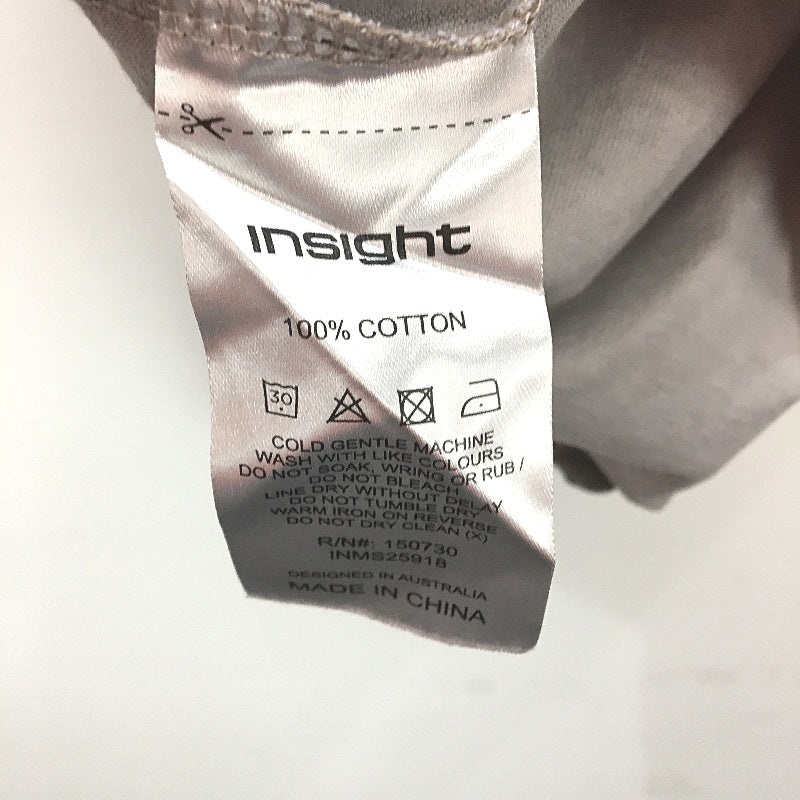 insight
100% COTTON
30
COLD GENTLE MACHINE
WASH WITH LIKE COLOURS
DO NOT SOAK, WRING OR RUB /
DO NOT BLEACH
LINE DRY WITHOUT DELAY
DO NOT TUMBLE DRY
WARM IRON ON REVERSE
DO NOT DRY CLEAN (X)
R/N#: 150730
INMS25918
DESIGNED IN AUSTRALIA
MADE IN CHINA